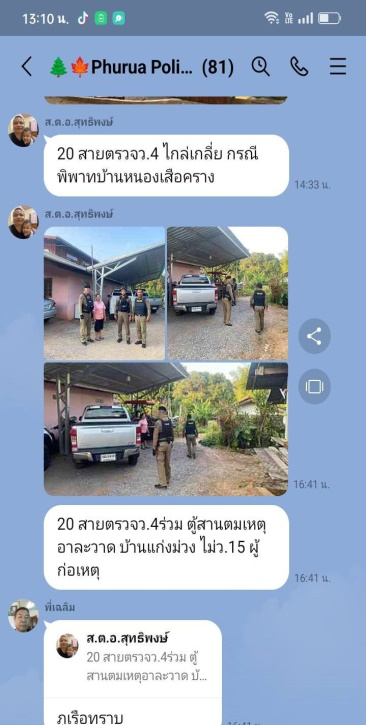 13:10 น.
Phurua Poli... (81)
ส.ต.อ.สุทธิพงษ์
20 สายตรวจว.4 ไกล่เกลี่ย กรณี
พิพาทบ้านหนองเสือคราง
14:33 น.
ส.ต.อ.สุทธิพงษ์
16:41 น.
20 สายตรวจว.4ร่วม ตู้สานตมเหตุ
อาละวาด บ้านแก่งม่วง ไม่ว.15 ผู้
ก่อเหตุ
16:41 น.
พี่เฉลิม
ส.ต.อ.สุทธิพงษ์
20 สายตรวจว.4ร่วม ตู้
สานตมเหตุอาละวาด บ้...
ภูเรือทราบ
16:41 น.